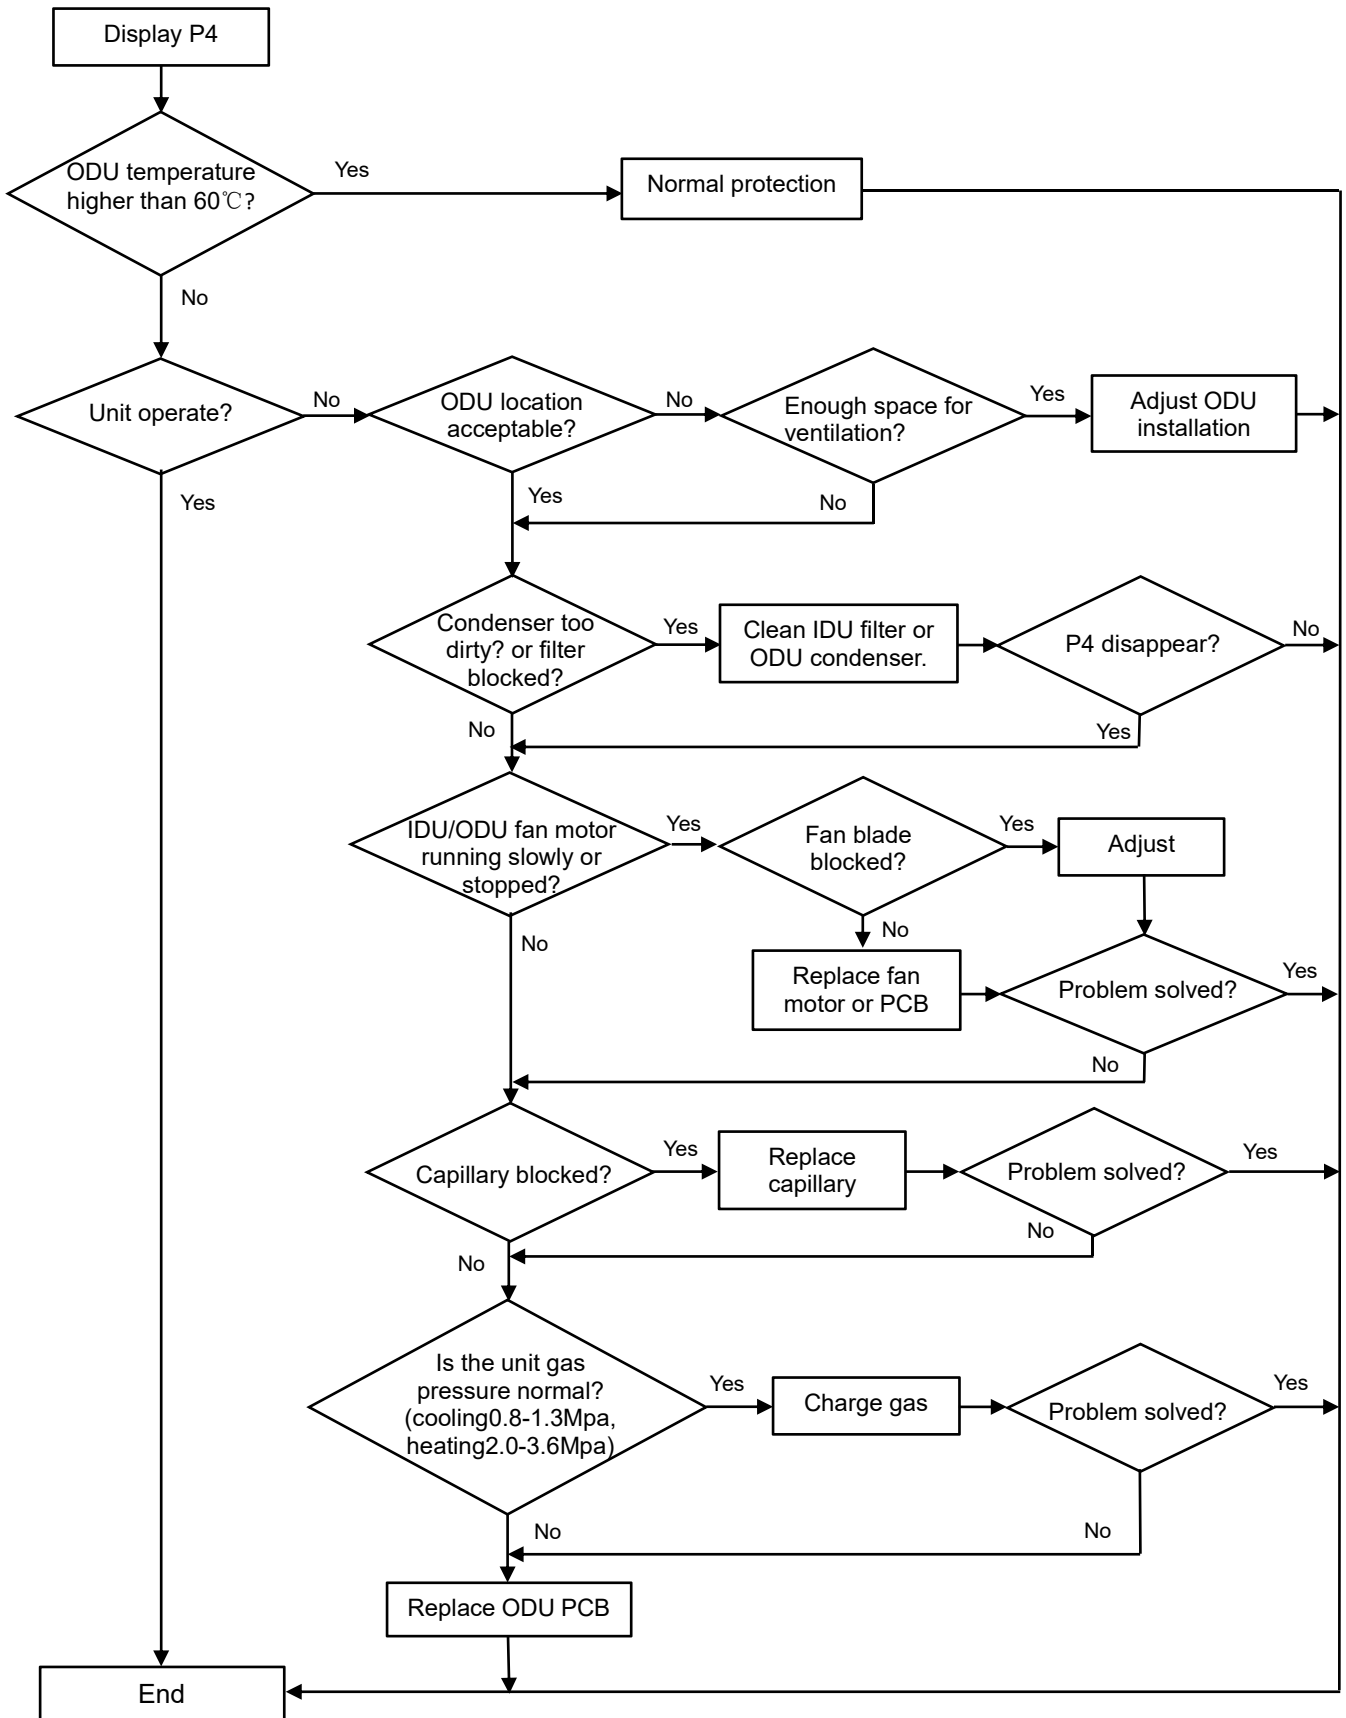 Display P4
ODU temperature
higher than 60℃?
Yes
Normal protection
No
Unit operate?
No
ODU location
acceptable?
No
Enough space for
ventilation?
Yes
Adjust ODU
installation
Yes
Yes
No
Condenser too
dirty? or filter
blocked?
Yes
Clean IDU filter or
ODU condenser.
P4 disappear?
No
No
Yes
IDU/ODU fan motor
running slowly or
stopped?
Yes
Fan blade
blocked?
Yes
Adjust
No
No
Replace fan
motor or PCB
Problem solved?
Yes
No
Capillary blocked?
Yes
Replace
capillary
Problem solved?
Yes
No
No
Is the unit gas
pressure normal?
(cooling0.8-1.3Mpa,
heating2.0-3.6Mpa)
Yes
Charge gas
Problem solved?
Yes
No
No
Replace ODU PCB
End